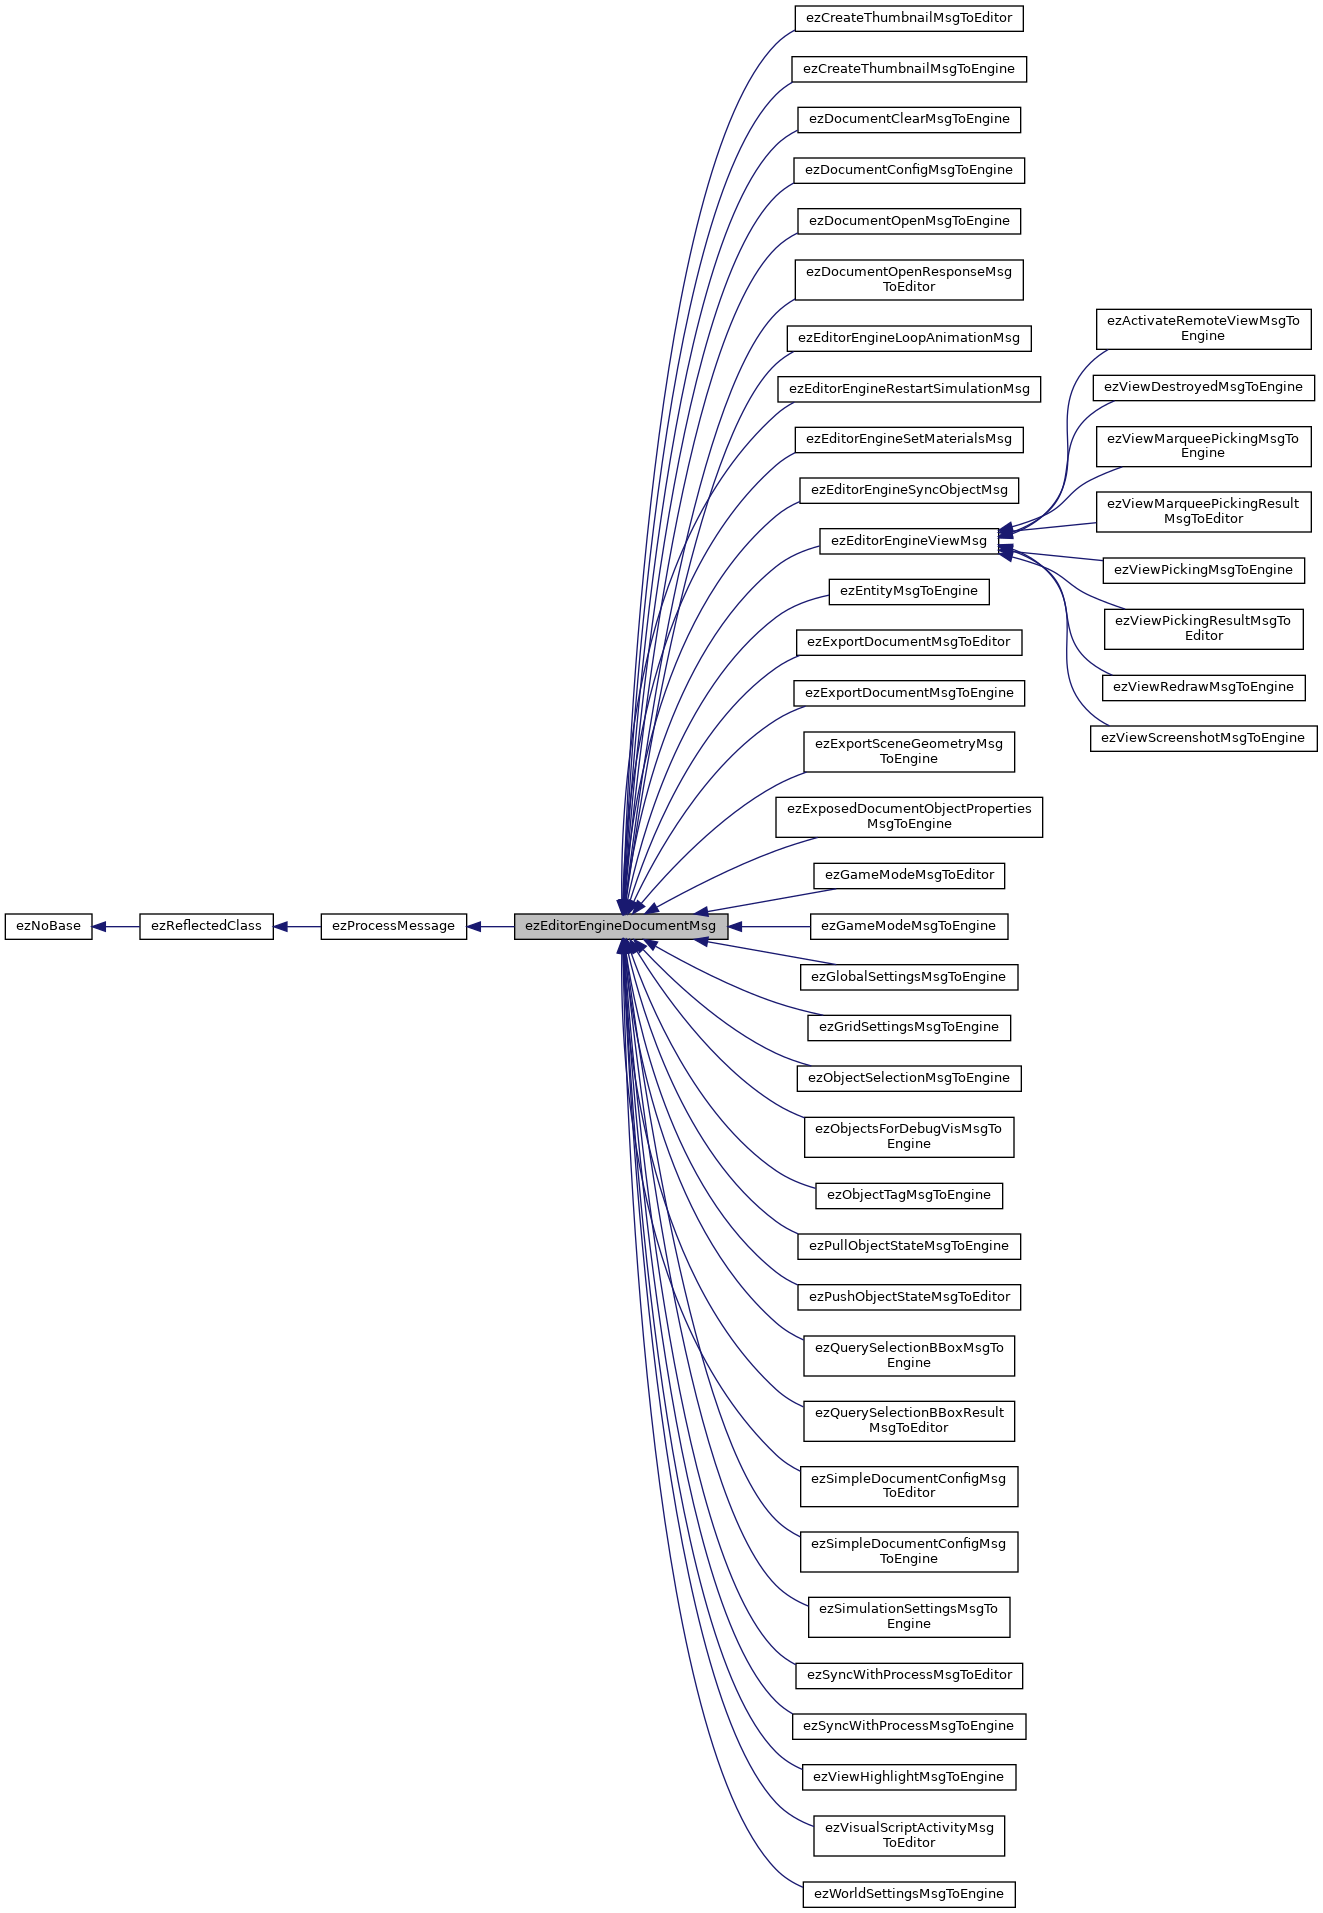 ezNoBase
ezReflectedClass
ezProcessMessage
ezEditorEngineDocumentMsg
ezCreateThumbnailMsgToEditor
ezCreateThumbnailMsgToEngine
ezDocumentClearMsgToEngine
ezDocumentConfigMsgToEngine
ezDocumentOpenMsgToEngine
ezDocumentOpenResponseMsg
ToEditor
ezEditorEngineLoopAnimationMsg
ezEditorEngineRestartSimulationMsg
ezEditorEngineSetMaterialsMsg
ezEditorEngineSyncObjectMsg
ezEditorEngineViewMsg
ezEntityMsgToEngine
ezExportDocumentMsgToEditor
ezExportDocumentMsgToEngine
ezExportSceneGeometryMsg
ToEngine
ezExposedDocumentObjectProperties
MsgToEngine
ezGameModeMsgToEditor
ezGameModeMsgToEngine
ezGlobalSettingsMsgToEngine
ezGridSettingsMsgToEngine
ezObjectSelectionMsgToEngine
ezObjectsForDebugVisMsgTo
Engine
ezObjectTagMsgToEngine
ezPullObjectStateMsgToEngine
ezPushObjectStateMsgToEditor
ezQuerySelectionBBoxMsgTo
Engine
ezQuerySelectionBBoxResult
MsgToEditor
ezSimpleDocumentConfigMsg
ToEditor
ezSimpleDocumentConfigMsg
ToEngine
ezSimulationSettingsMsgTo
Engine
ezSyncWithProcessMsgToEditor
ezSyncWithProcessMsgToEngine
ezViewHighlightMsgToEngine
ezVisualScriptActivityMsg
ToEditor
ezWorldSettingsMsgToEngine
ezActivateRemoteViewMsgTo
Engine
ezViewDestroyedMsgToEngine
ezViewMarqueePickingMsgTo
Engine
ezViewMarqueePickingResult
MsgToEditor
ezViewPickingMsgToEngine
ezViewPickingResultMsgTo
Editor
ezViewRedrawMsgToEngine
ezViewScreenshotMsgToEngine